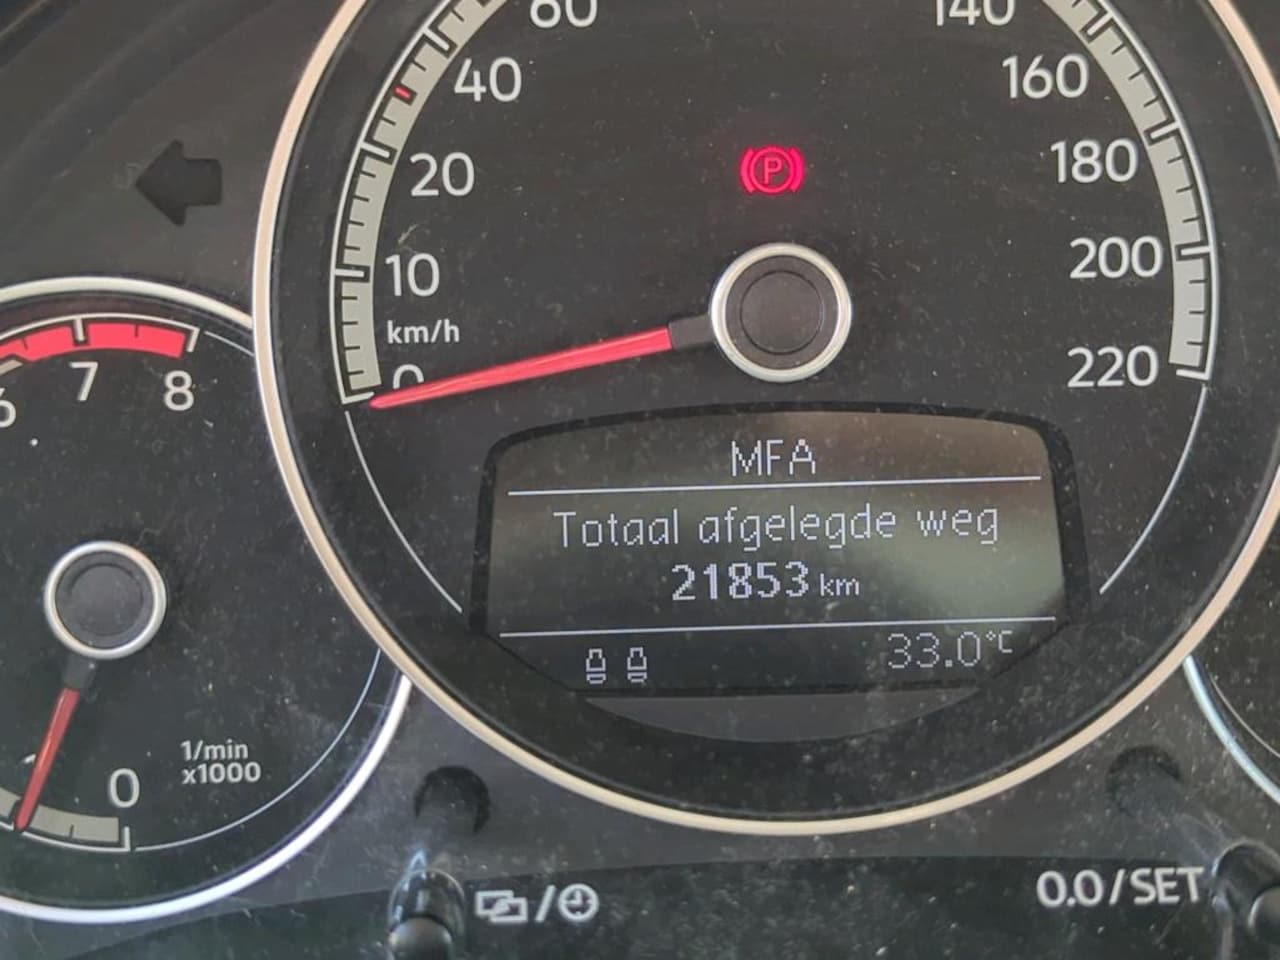 60
140
40
160
20
180
P
10
200
km/h
220
0
6
7
8
MFA
Totaal afgelegde weg
21853 km
33.0°C
1/min
x1000
0
/
0.0/SET